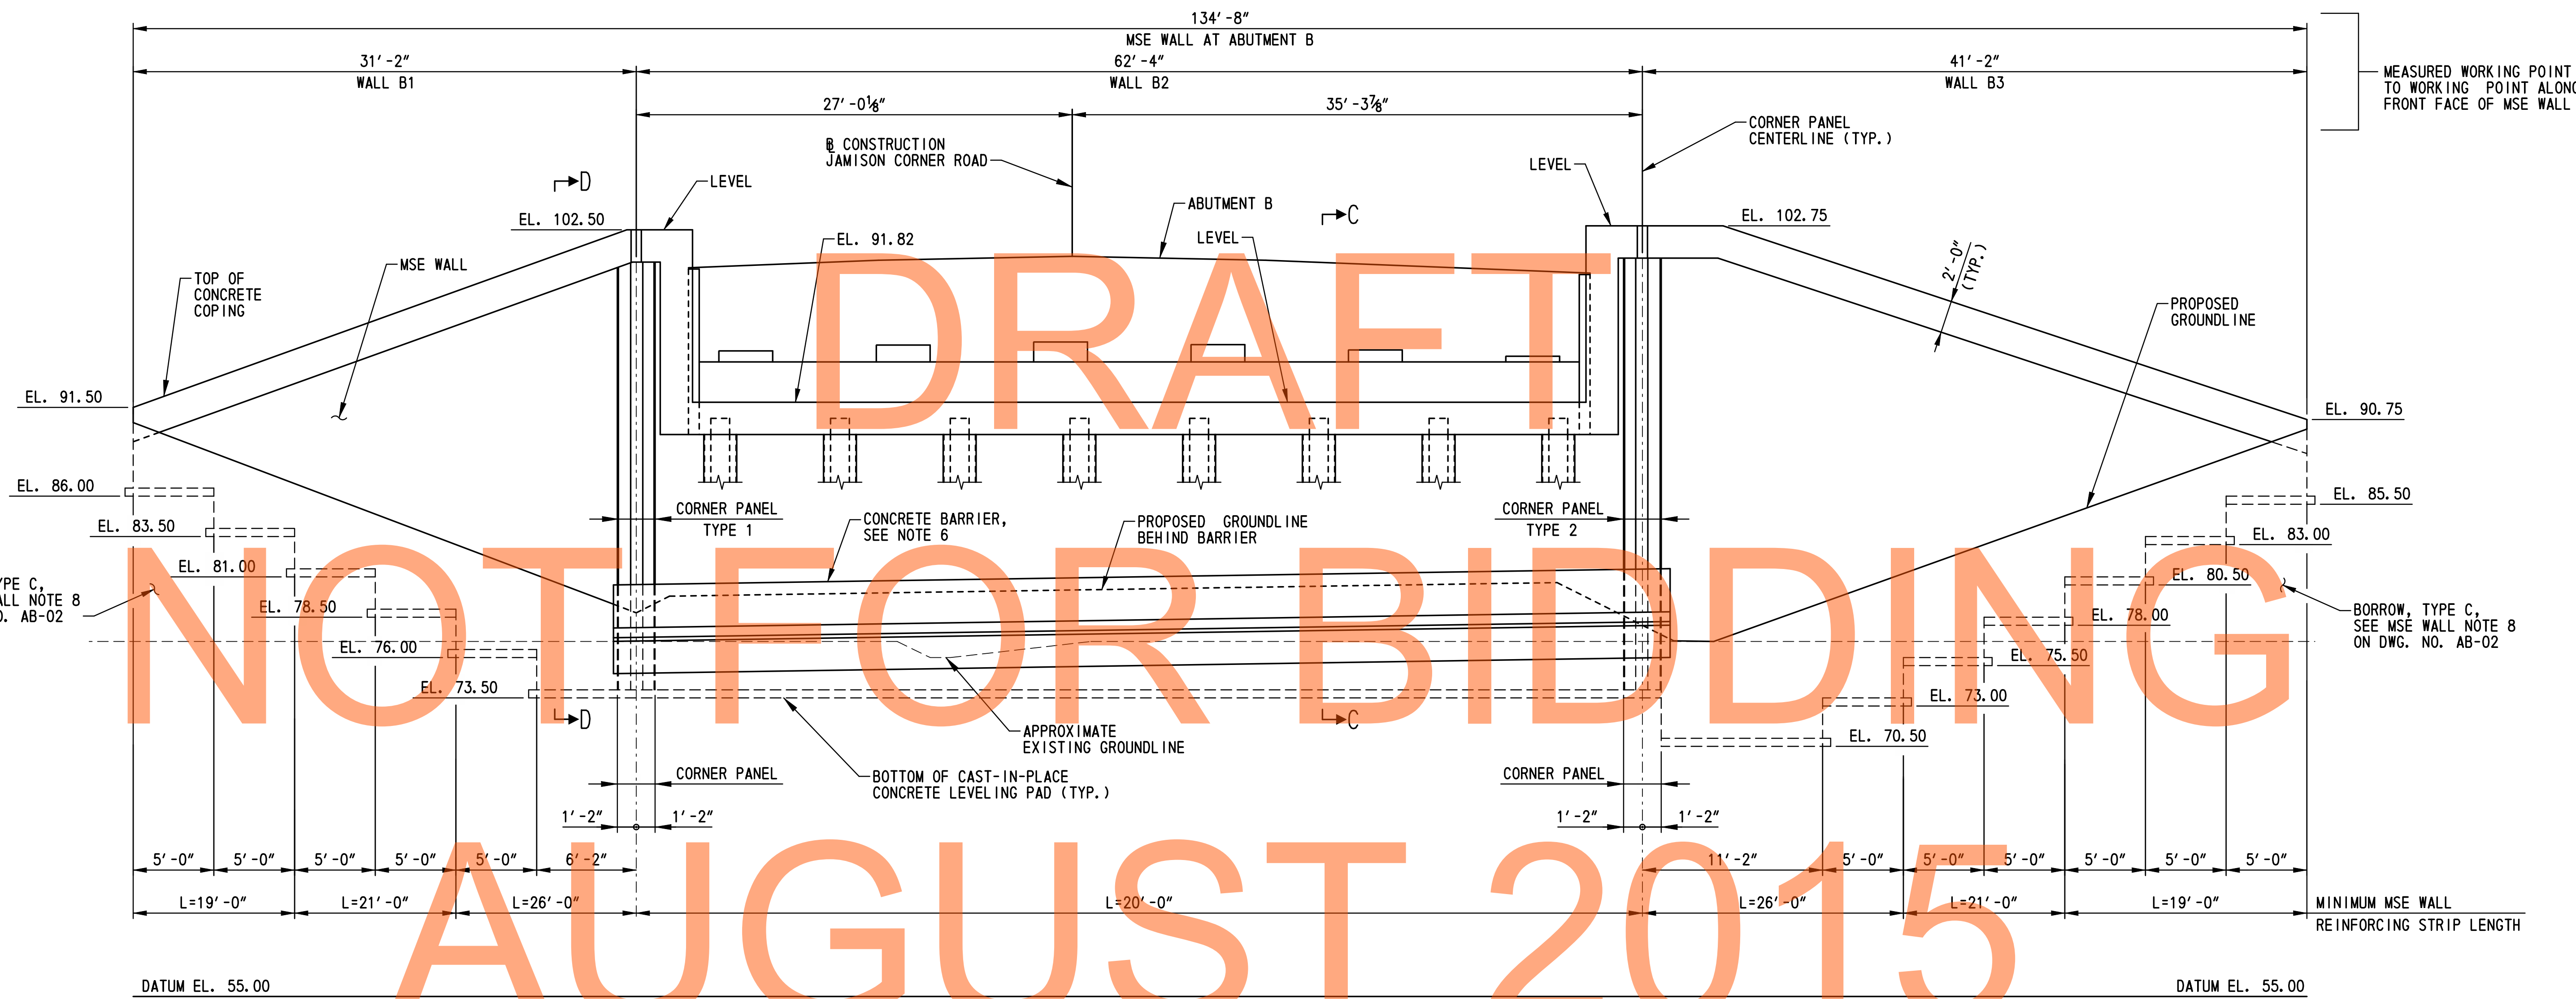 134'-8"
MSE WALL AT ABUTMENT B
31'-2"
WALL B1
62'-4"
WALL B2
41'-2"
WALL B3
MEASURED WORKING POINT
TO WORKING POINT ALONG
FRONT FACE OF MSE WALL
27'-0⅛"
35'-3⅞"
CORNER PANEL
CENTERLINE (TYP.)
℄ CONSTRUCTION
JAMISON CORNER ROAD
LEVEL
D
LEVEL
ABUTMENT B
C
EL. 102.50
EL. 102.75
EL. 91.82
LEVEL
MSE WALL
TOP OF
CONCRETE
COPING
2'-0"
(TYP.)
PROPOSED
GROUNDLINE
DRAFT
EL. 91.50
EL. 90.75
EL. 86.00
EL. 85.50
CORNER PANEL
TYPE 1
CONCRETE BARRIER,
SEE NOTE 6
PROPOSED GROUNDLINE
BEHIND BARRIER
CORNER PANEL
TYPE 2
EL. 83.50
EL. 83.00
EL. 81.00
EL. 80.50
YPE C,
ALL NOTE 8
O. AB-02
EL. 78.50
EL. 78.00
BORROW, TYPE C,
SEE MSE WALL NOTE 8
ON DWG. NO. AB-02
NOT FOR BIDDING
EL. 76.00
EL. 75.50
EL. 73.50
EL. 73.00
D
C
APPROXIMATE
EXISTING GROUNDLINE
EL. 70.50
CORNER PANEL
BOTTOM OF CAST-IN-PLACE
CONCRETE LEVELING PAD (TYP.)
CORNER PANEL
1'-2" 1'-2"
1'-2" 1'-2"
5'-0" 5'-0" 5'-0" 5'-0" 5'-0" 6'-2"
11'-2" 5'-0" 5'-0" 5'-0" 5'-0" 5'-0" 5'-0"
L=19'-0" L=21'-0" L=26'-0" L=20'-0" L=26'-0" L=21'-0" L=19'-0"
MINIMUM MSE WALL
REINFORCING STRIP LENGTH
AUGUST 2015
DATUM EL. 55.00
DATUM EL. 55.00